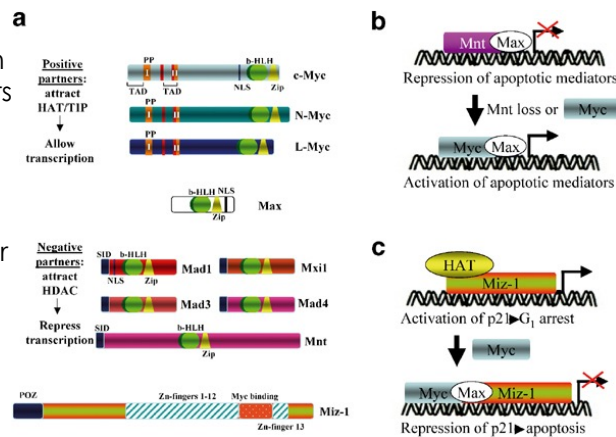 a
Positive
partners:
attract
HAT/TIP
Allow
transcription
PP
b-HLH
I
II
c-Myc
TAD
TAD
NLS
Zip
PP
I
II
N-Myc
PP
I
II
L-Myc
b-HLH
NLS
Max
Zip
Negative
partners:
attract
HDAC
Repress
transcription
SID
b-HLH
Mad1
Mxi1
NLS
Zip
Mad3
Mad4
SID
b-HLH
Mnt
Zip
POZ
Zn-fingers 1-12
Myc binding
Miz-1
Zn-finger 13
b
Mnt
Max
Repression of apoptotic mediators
Mnt loss or
Myc
Myc
Max
Activation of apoptotic mediators
c
HAT
Miz-1
Activation of p21▶G1 arrest
Myc
Myc
Max
Miz-1
Repression of p21▶apoptosis